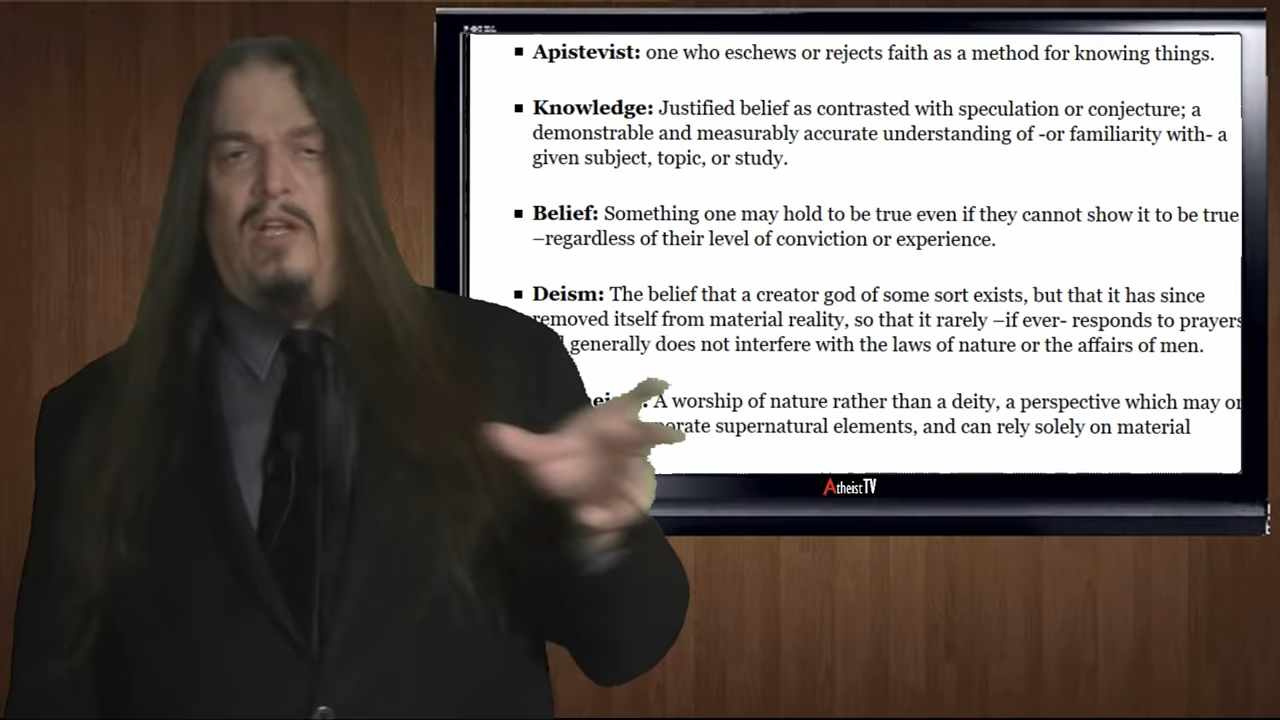 ▪ Apistevist: one who eschews or rejects faith as a method for knowing things.
▪ Knowledge: Justified belief as contrasted with speculation or conjecture; a
demonstrable and measurably accurate understanding of -or familiarity with- a
given subject, topic, or study.
▪ Belief: Something one may hold to be true even if they cannot show it to be true
–regardless of their level of conviction or experience.
▪ Deism: The belief that a creator god of some sort exists, but that it has since
removed itself from material reality, so that it rarely –if ever- responds to prayers
generally does not interfere with the laws of nature or the affairs of men.
A worship of nature rather than a deity, a perspective which may or
supernatural elements, and can rely solely on material
AtheistTV